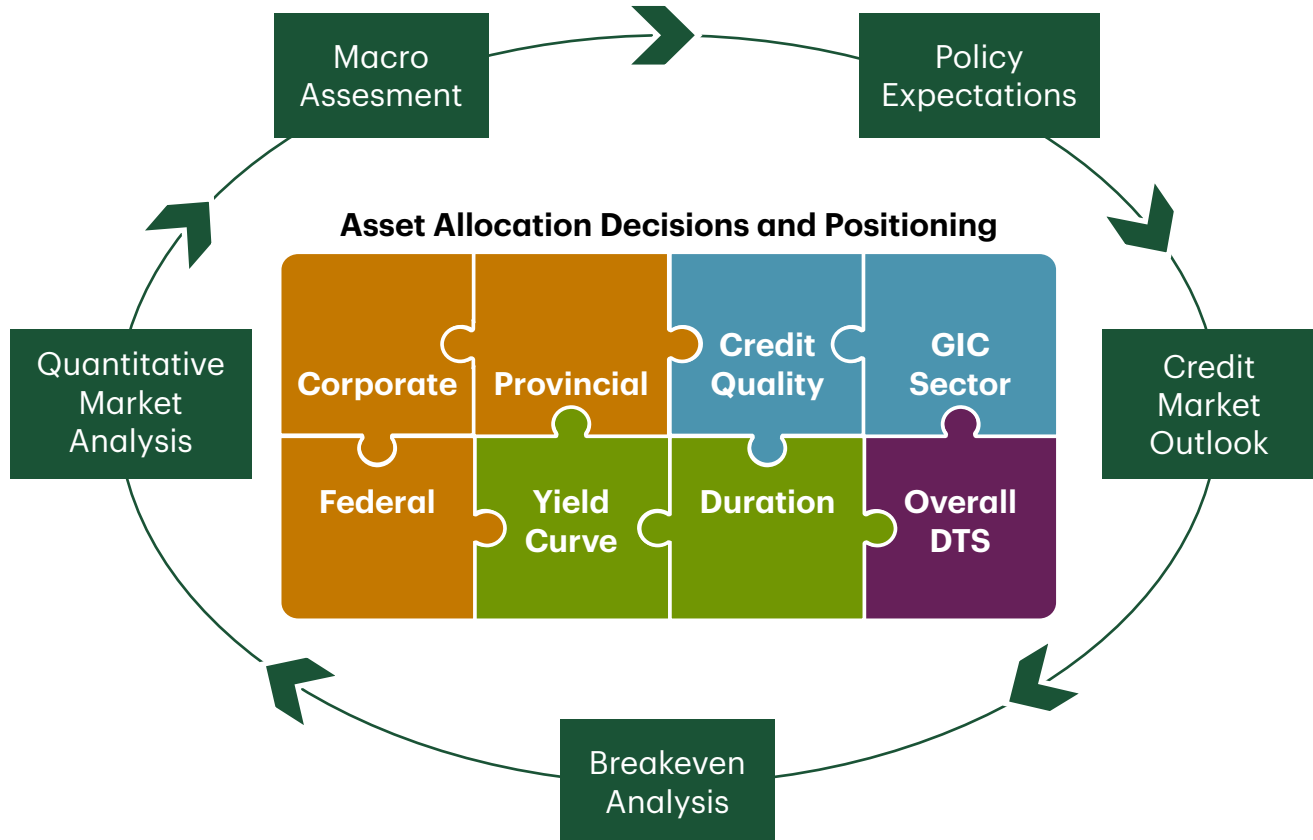 Macro
Assesment
Policy
Expectations
Asset Allocation Decisions and Positioning
Corporate
Provincial
Credit
Quality
GIC
Sector
Federal
Yield
Curve
Duration
Overall
DTS
Quantitative
Market
Analysis
Credit
Market
Outlook
Breakeven
Analysis